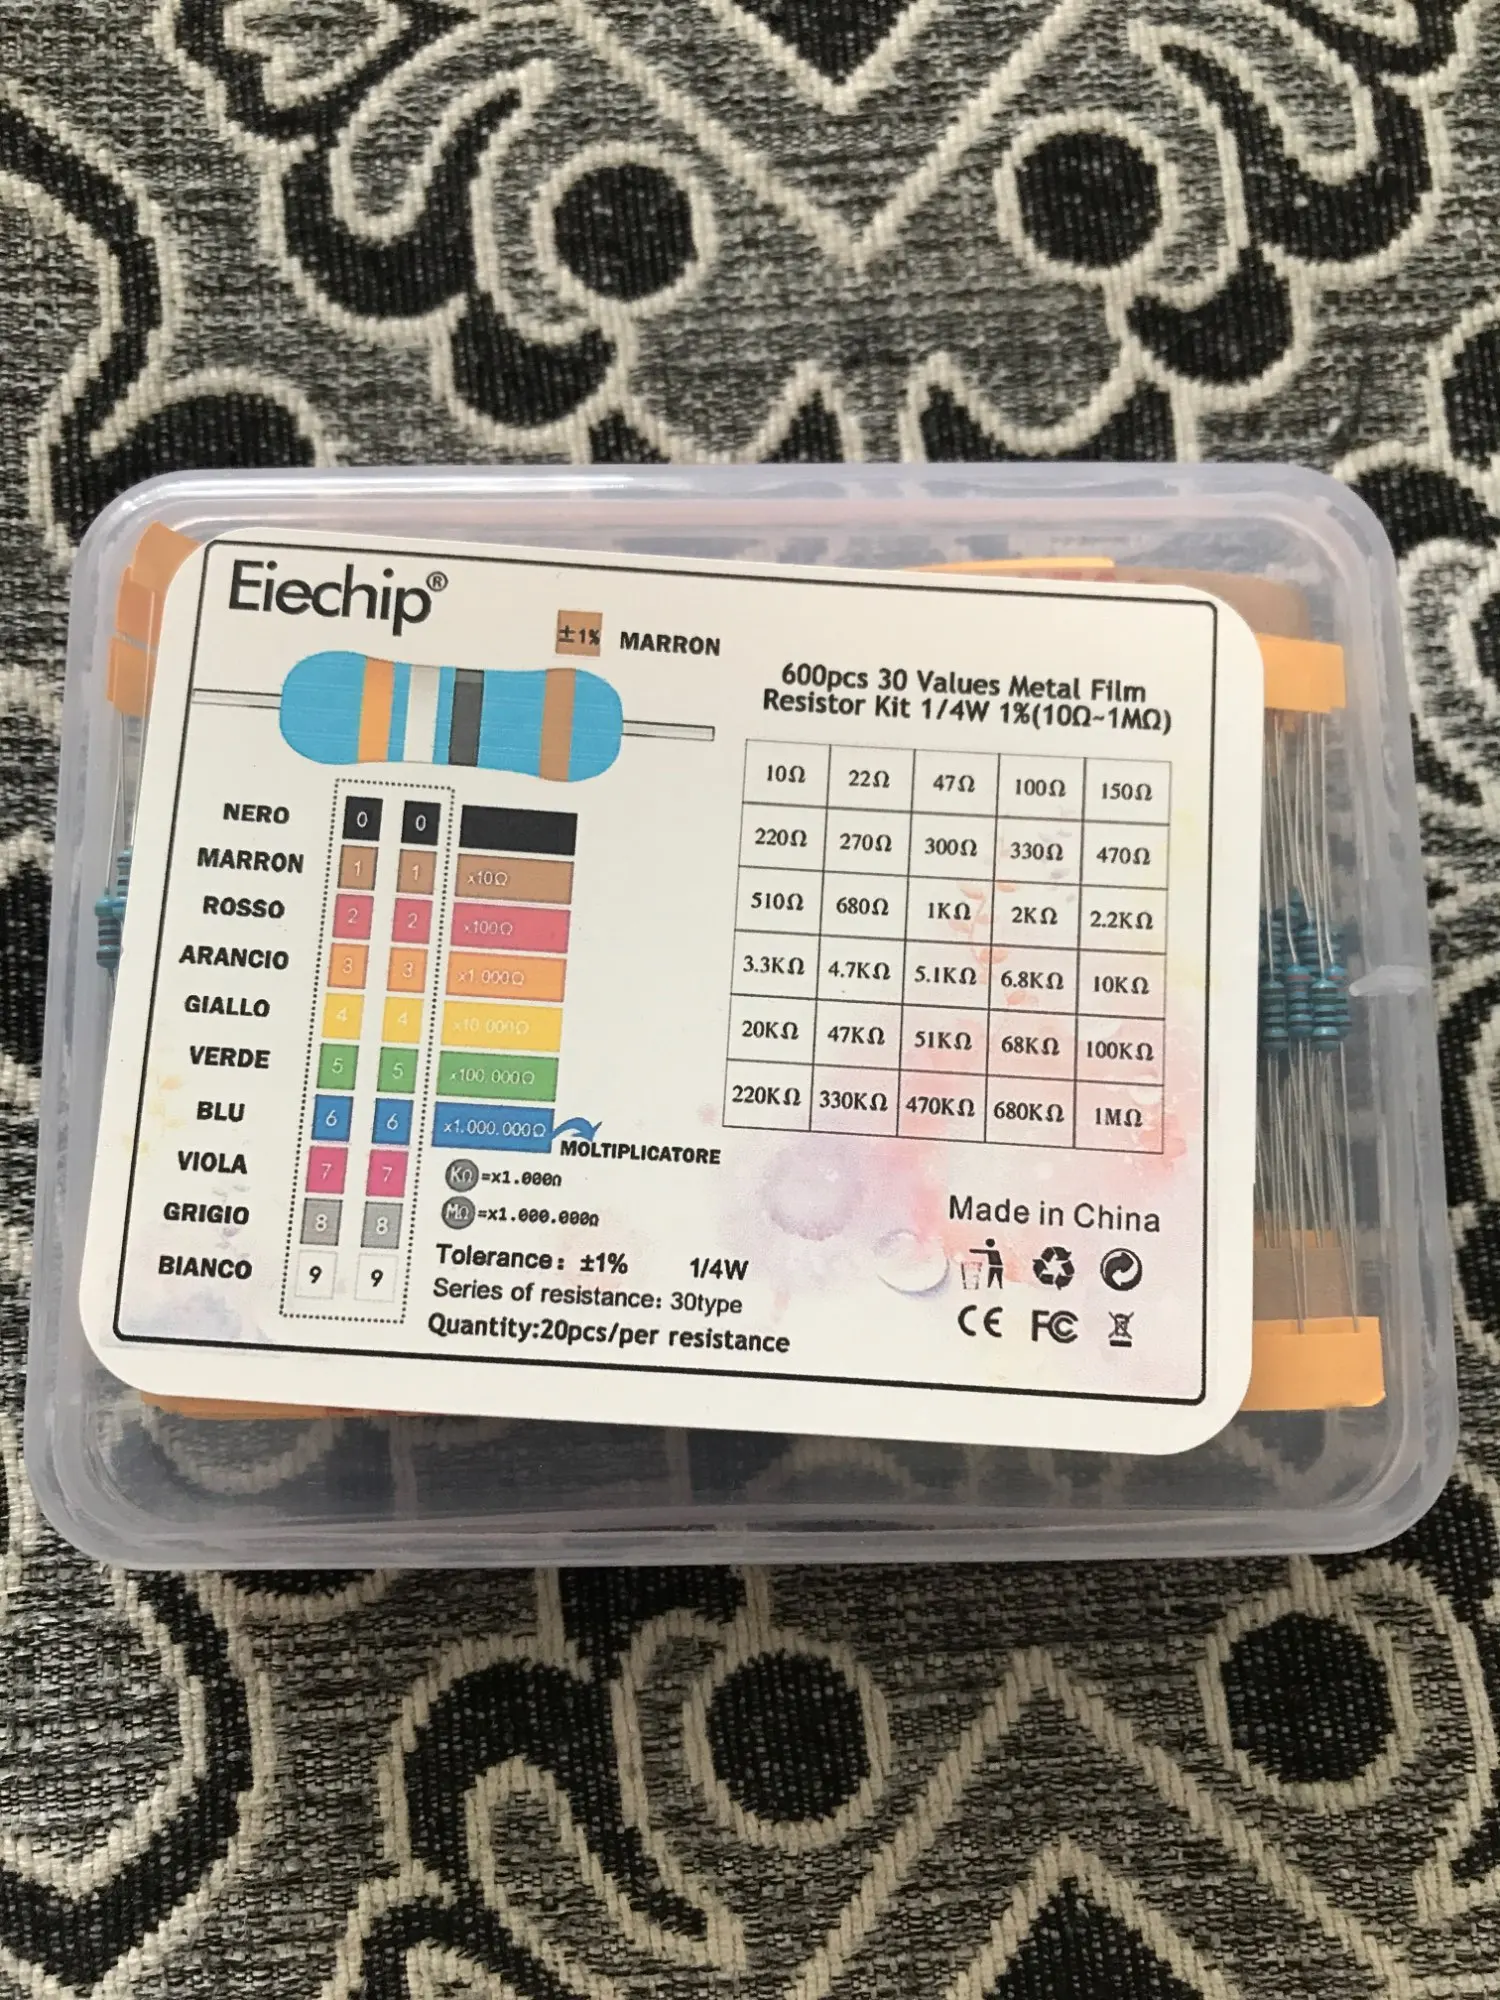 Eiechip®
±1% MARRON
600pcs 30 Values Metal Film
Resistor Kit 1/4W 1%(10Ω~1MΩ)
10Ω 22Ω 47Ω 100Ω 150Ω
220Ω 270Ω 300Ω 330Ω 470Ω
510Ω 680Ω 1KΩ 2KΩ 2.2KΩ
3.3KΩ 4.7KΩ 5.1KΩ 6.8KΩ 10KΩ
20KΩ 47KΩ 51KΩ 68KΩ 100KΩ
220KΩ 330KΩ 470KΩ 680KΩ 1MΩ
NERO 0 0
MARRON 1 1 x10Ω
ROSSO 2 2 x100Ω
ARANCIO 3 3 x1.000Ω
GIALLO 4 4 x10.000Ω
VERDE 5 5 x100.000Ω
BLU 6 6 x1.000.000Ω
MOLTIPLICATORE
VIOLA 7 7
GRIGIO 8 8
BIANCO 9 9
KΩ=x1.000Ω
MΩ=x1.000.000Ω
Tolerance: ±1% 1/4W
Series of resistance: 30type
Quantity:20pcs/per resistance
Made in China
CE FC